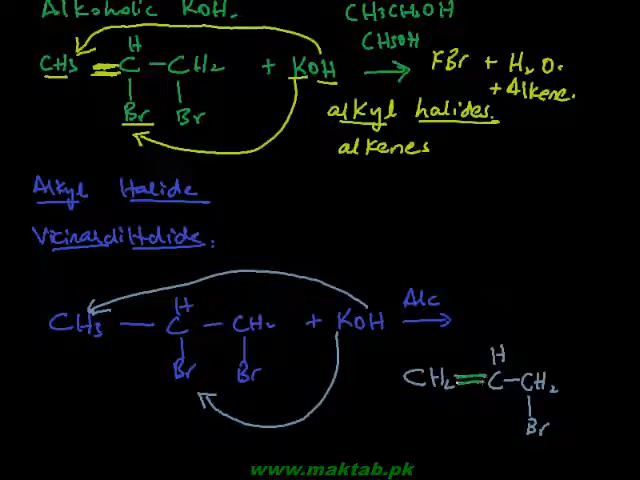 Alkoholic KOH.
CH3CH2OH
CH3OH
CH3 = C - CH2 + KOH → KBr + H2O.
H
Br Br
+ Alkene.
alkyl halides.
alkenes
Alkyl Halide
CH3 — C — CH2 + KOH Alc →
H
Br Br
CH2 = C - CH2
H
Br
www.maktab.pk